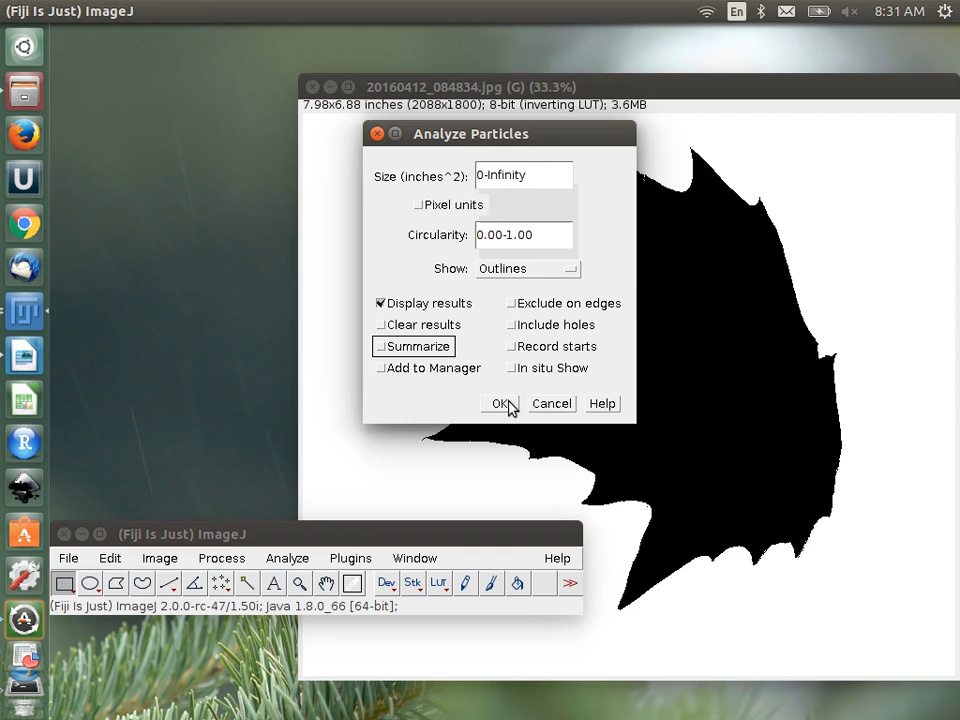 (Fiji Is Just) ImageJ
En
8:31 AM
20160412_084834.jpg (G) (33.3%)
7.98x6.88 inches (2088x1800); 8-bit (inverting LUT); 3.6MB
Analyze Particles
Size (inches^2): 0-Infinity
Pixel units
Circularity: 0.00-1.00
Show: Outlines
Display results Exclude on edges
Clear results Include holes
Summarize Record starts
Add to Manager In situ Show
OK Cancel Help
(Fiji Is Just) ImageJ
File Edit Image Process Analyze Plugins Window Help
A Dev Stk LUT >>
(Fiji Is Just) ImageJ 2.0.0-rc-47/1.50i; Java 1.8.0_66 [64-bit];
U
R
A
A